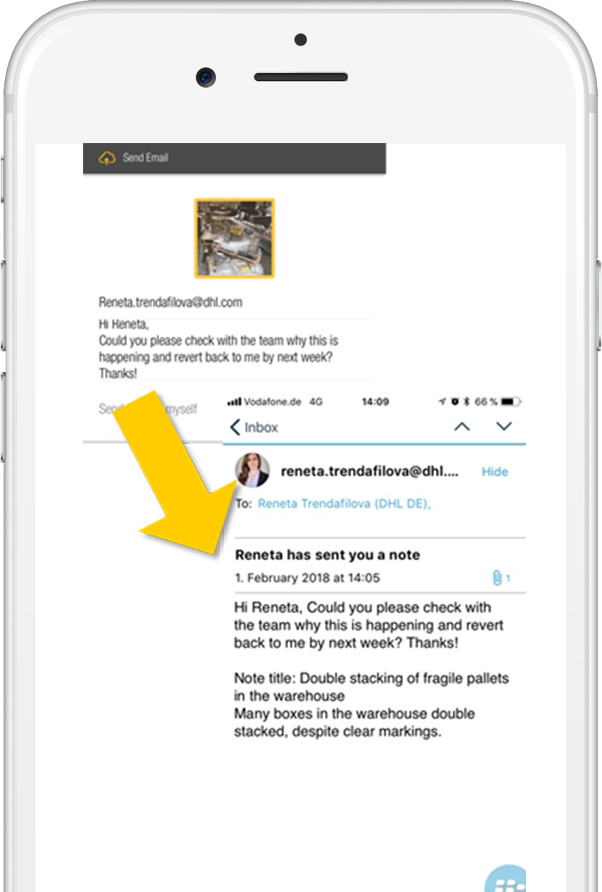 Send Email
Reneta.trendafilova@dhl.com
Hi Reneta,
Could you please check with the team why this is
happening and revert back to me by next week?
Thanks!
Send myself
Vodafone.de 4G 14:09 66 %
Inbox
reneta.trendafilova@dhl....
Hide
To: Reneta Trendafilova (DHL DE),
Reneta has sent you a note
1. February 2018 at 14:05
1
Hi Reneta, Could you please check with
the team why this is happening and revert
back to me by next week? Thanks!
Note title: Double stacking of fragile pallets
in the warehouse
Many boxes in the warehouse double
stacked, despite clear markings.